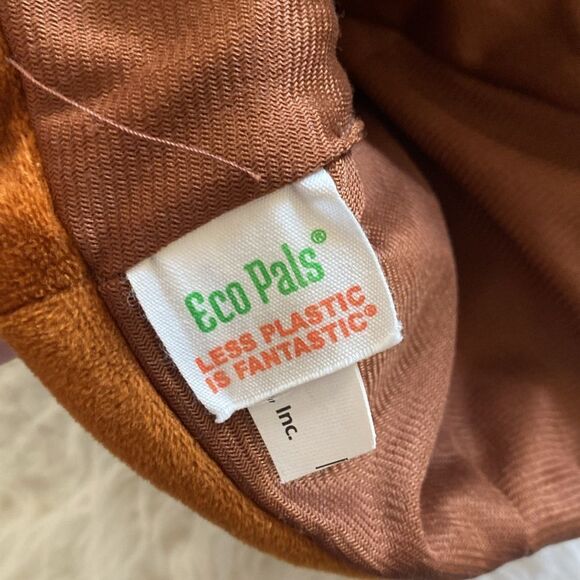 Eco Pals®
LESS PLASTIC
IS FANTASTIC®
, Inc.